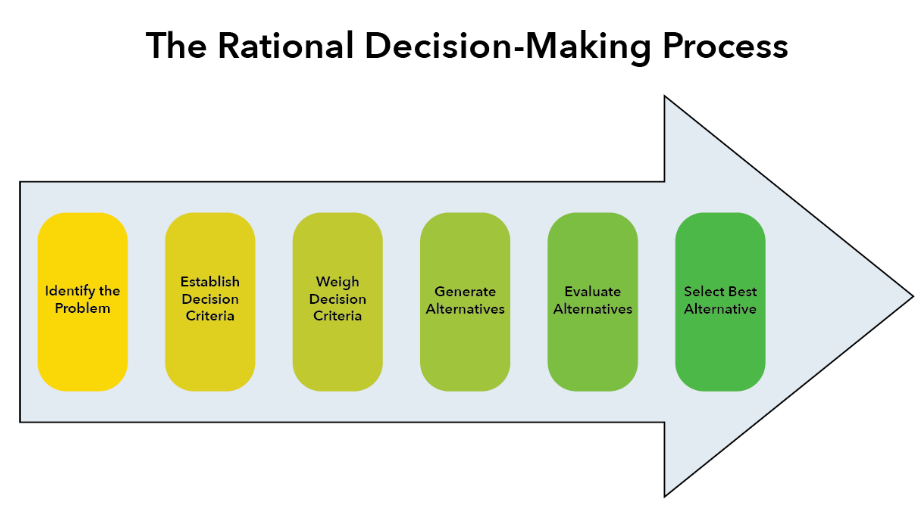 The Rational Decision-Making Process
Identify the
Problem
Establish
Decision
Criteria
Weigh
Decision
Criteria
Generate
Alternatives
Evaluate
Alternatives
Select Best
Alternative